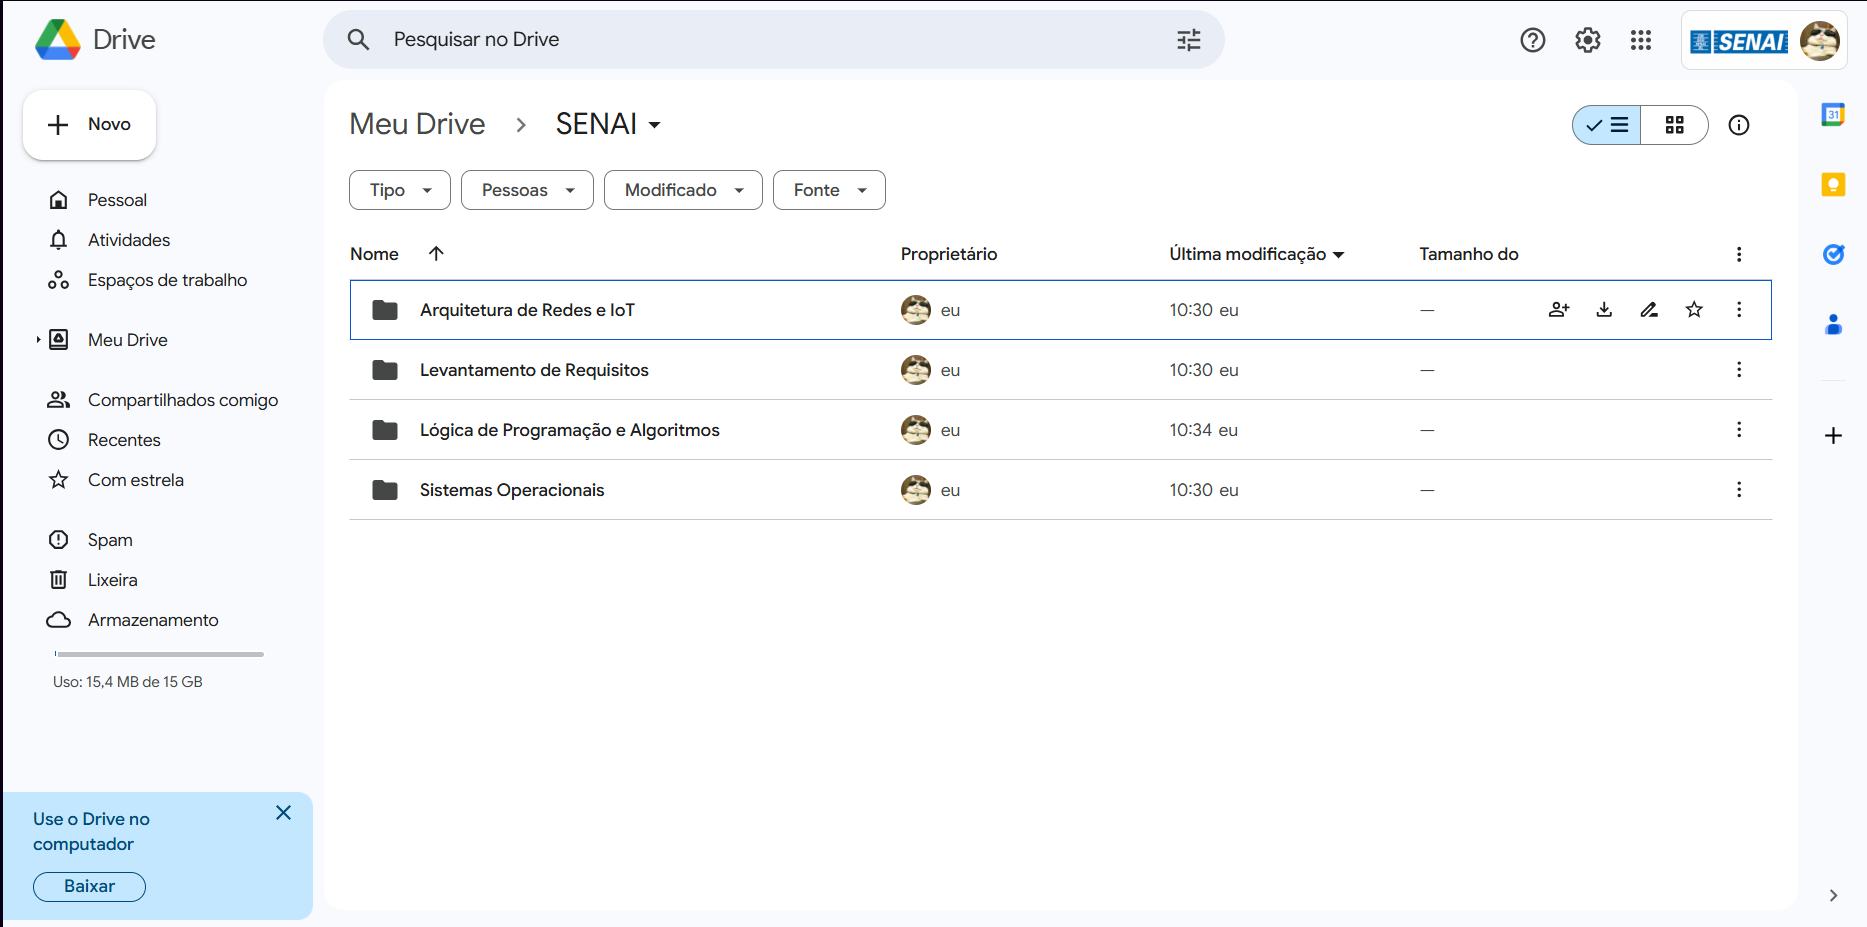 Drive
Pesquisar no Drive
SENAI
Novo
Pessoal
Atividades
Espaços de trabalho
Meu Drive
Compartilhados comigo
Recentes
Com estrela
Spam
Lixeira
Armazenamento
Uso: 15,4 MB de 15 GB
Use o Drive no
computador
Baixar
Meu Drive SENAI
Tipo Pessoas Modificado Fonte
Nome Proprietário Última modificação Tamanho do
Arquitetura de Redes e IoT eu 10:30 eu —
Levantamento de Requisitos eu 10:30 eu —
Lógica de Programação e Algoritmos eu 10:34 eu —
Sistemas Operacionais eu 10:30 eu —
31